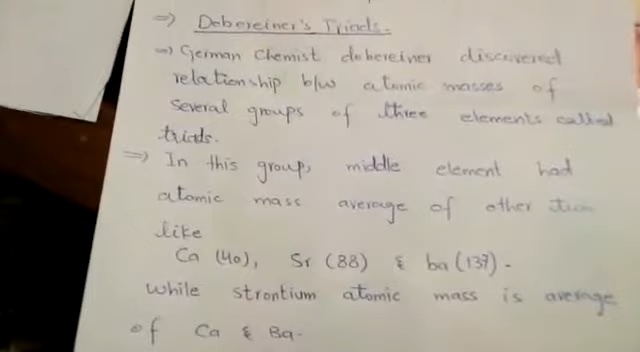 => Dobereiner's Triads.
=> German Chemist dobereiner discovered
relationship b/w atomic masses of
several groups of three elements called
triads.
=> In this group, middle element had
atomic mass average of other
like
Ca (40), Sr (88) & ba (137).
while strontium atomic mass is average
of Ca & Ba.